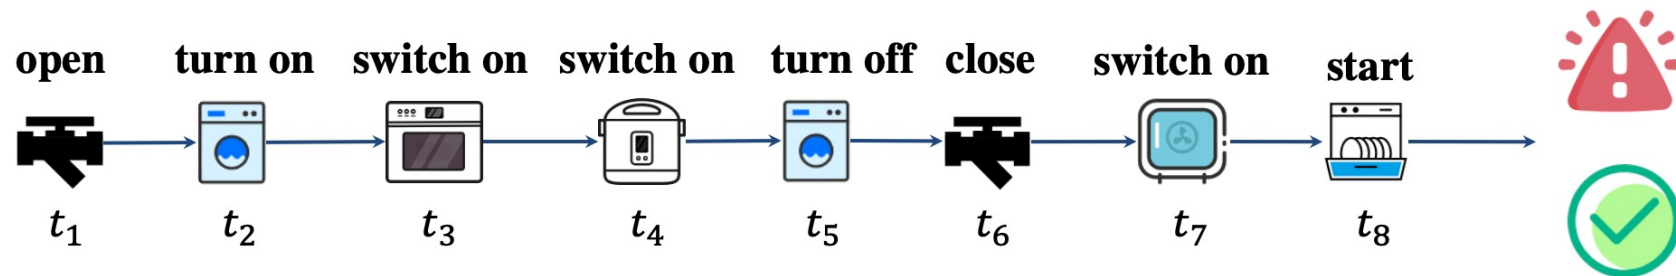 open turn on switch on switch on turn off close switch on start
t₁ t₂ t₃ t₄ t₅ t₆ t₇ t₈